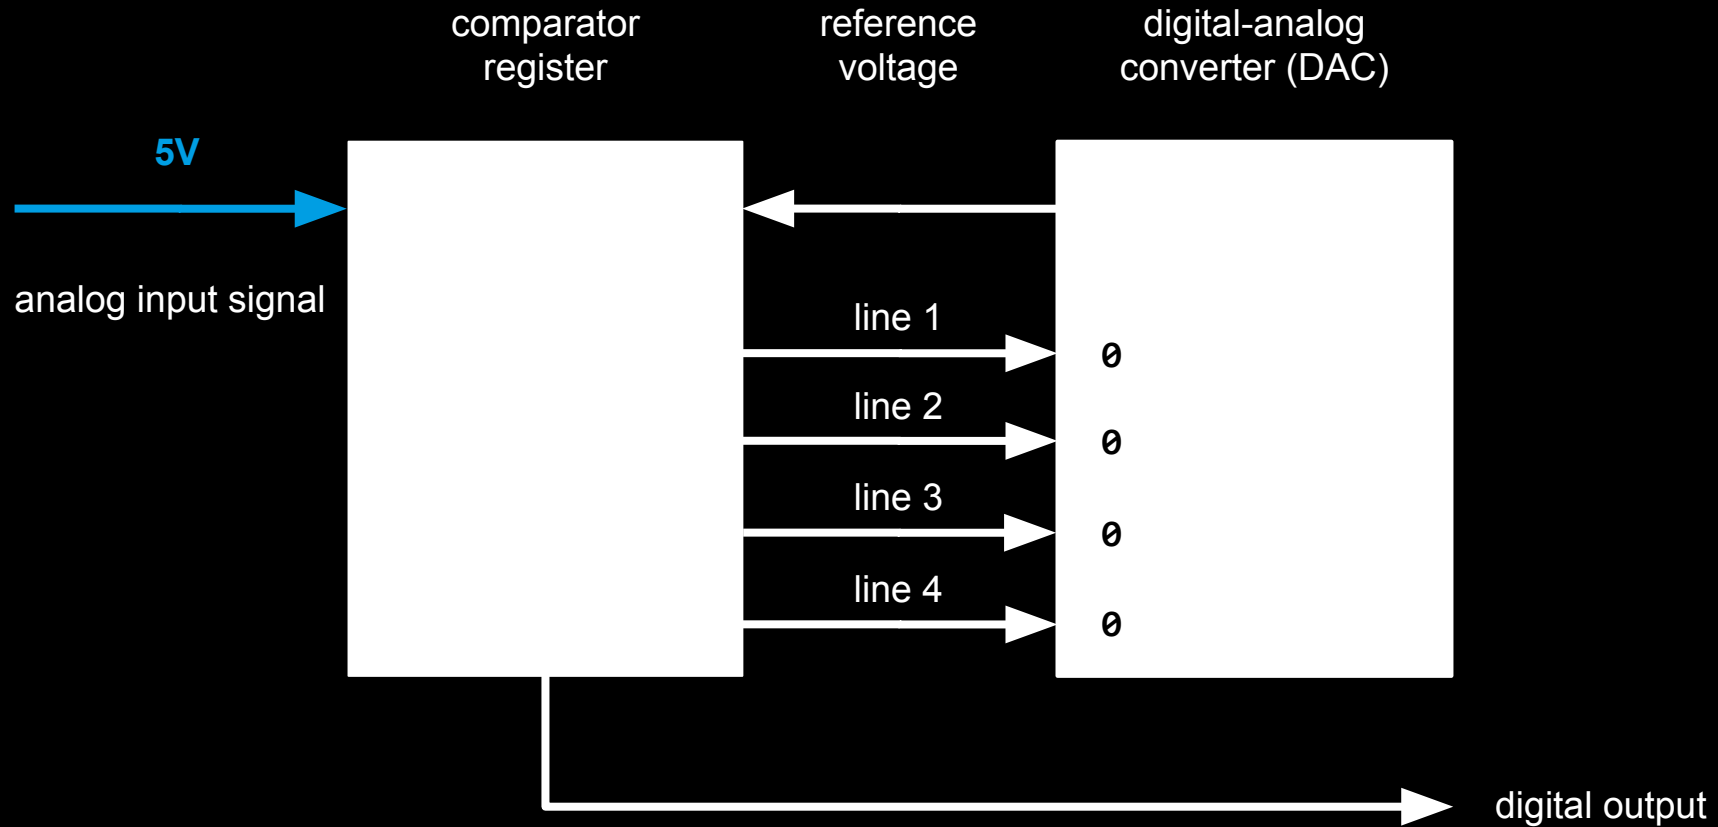 comparator
register
reference
voltage
digital-analog
converter (DAC)
5V
analog input signal
line 1
0
line 2
0
line 3
0
line 4
0
digital output